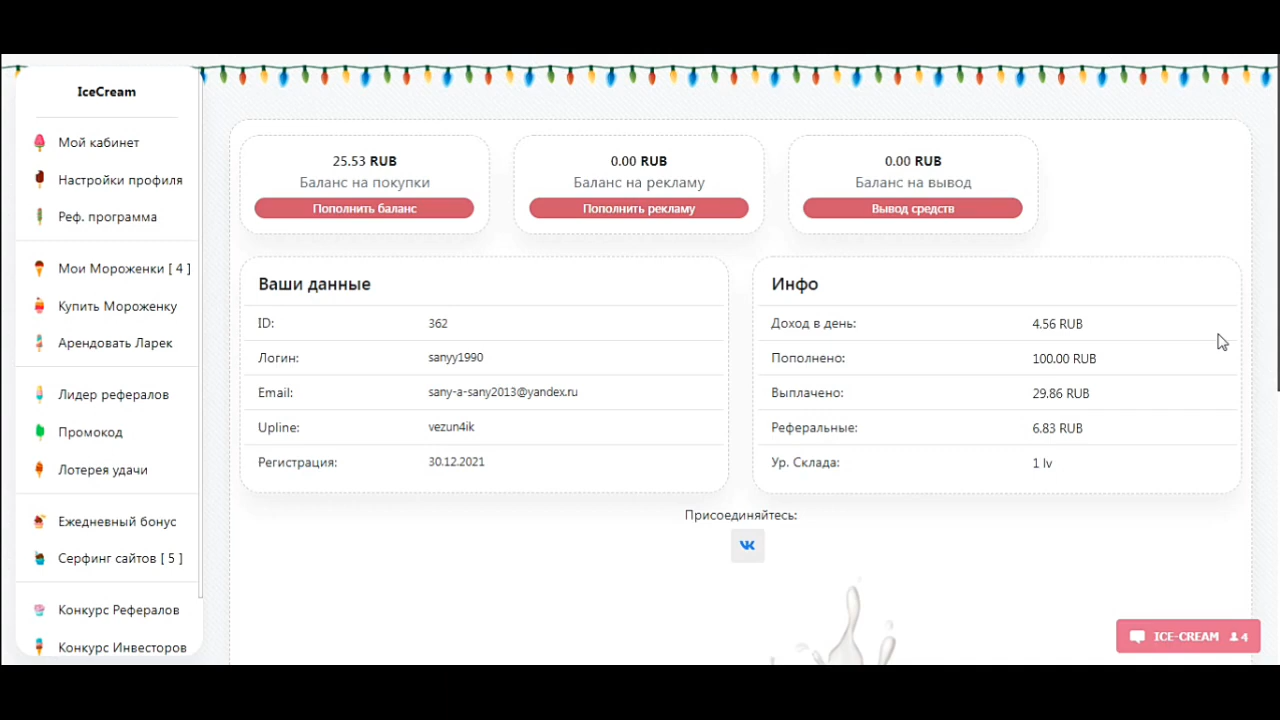 IceCream
Мой кабинет
Настройки профиля
Реф. программа
Мои Мороженки [ 4 ]
Купить Мороженку
Арендовать Ларек
Лидер рефералов
Промокод
Лотерея удачи
Ежедневный бонус
Серфинг сайтов [ 5 ]
Конкурс Рефералов
Конкурс Инвесторов
25.53 RUB
Баланс на покупки
Пополнить баланс
0.00 RUB
Баланс на рекламу
Пополнить рекламу
0.00 RUB
Баланс на вывод
Вывод средств
Ваши данные
ID: 362
Логин: sanyy1990
Email: sany-a-sany2013@yandex.ru
Upline: vezun4ik
Регистрация: 30.12.2021
Инфо
Доход в день: 4.56 RUB
Пополнено: 100.00 RUB
Выплачено: 29.86 RUB
Реферальные: 6.83 RUB
Ур. Склада: 1 lv
Присоединяйтесь:
ICE-CREAM 4